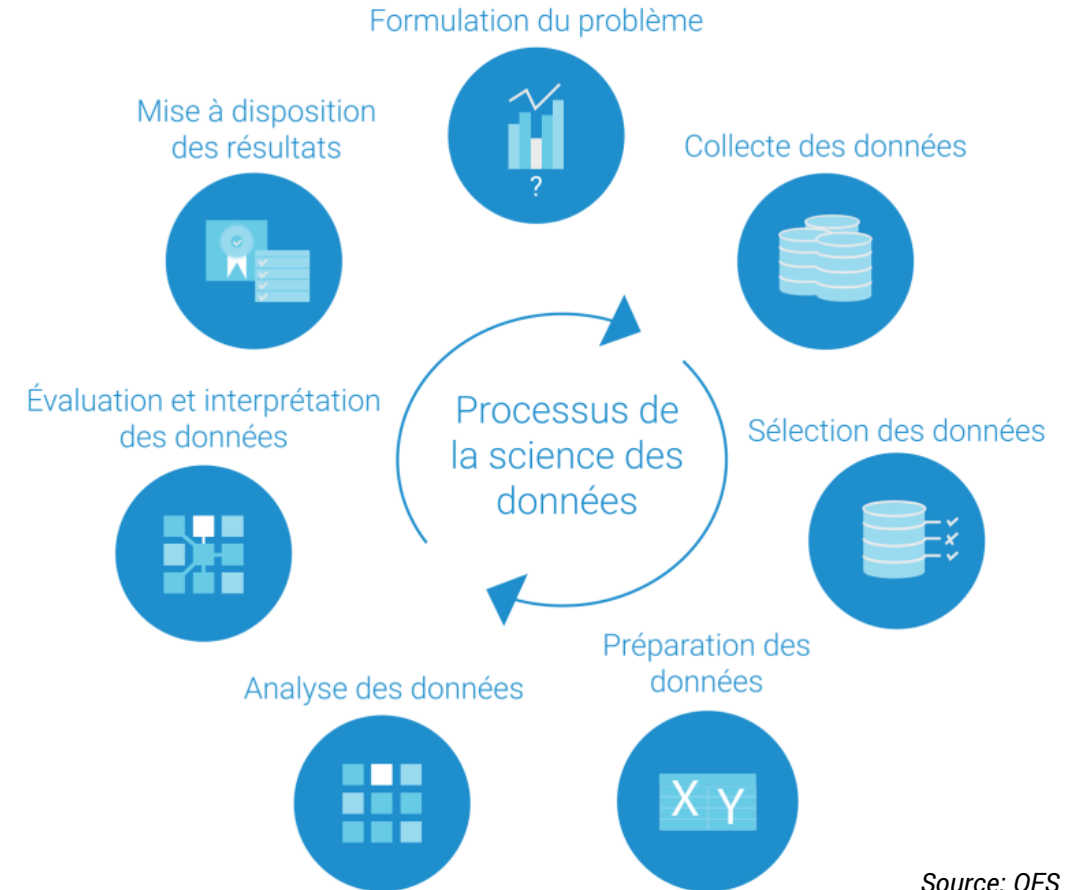 Formulation du problème
?
Collecte des données
Sélection des données
Préparation des
données
X Y
Analyse des données
Évaluation et interprétation
des données
Mise à disposition
des résultats
Processus de
la science des
données
Source: OFS